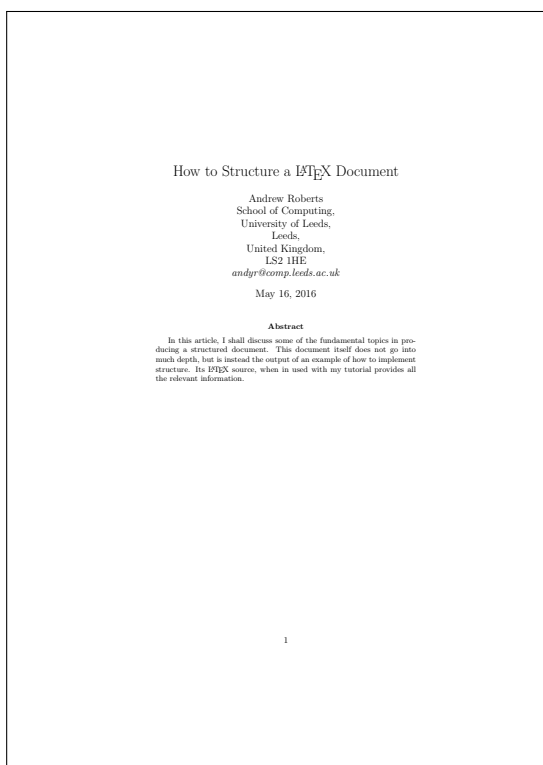 How to Structure a LATEX Document
Andrew Roberts
School of Computing,
University of Leeds,
Leeds,
United Kingdom,
LS2 1HE
andyr@comp.leeds.ac.uk
May 16, 2016
Abstract
In this article, I shall discuss some of the fundamental topics in pro-
ducing a structured document. This document itself does not go into
much depth, but is instead the output of an example of how to implement
structure. Its LATEX source, when in used with my tutorial provides all
the relevant information.
1